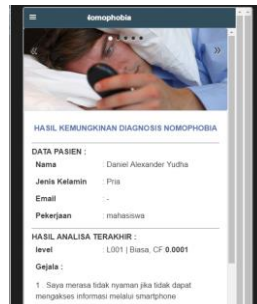 ≡ nomophobia
« »
HASIL KEMUNGKINAN DIAGNOSIS NOMOPHOBIA
DATA PASIEN :
Nama : Daniel Alexander Yudha
Jenis Kelamin : Pria
Email : -
Pekerjaan : mahasiswa
HASIL ANALISA TERAKHIR :
level : L001 | Biasa, CF 0.0001
Gejala :
1 . Saya merasa tidak nyaman jika tidak dapat
mengakses informasi melalui smartphone